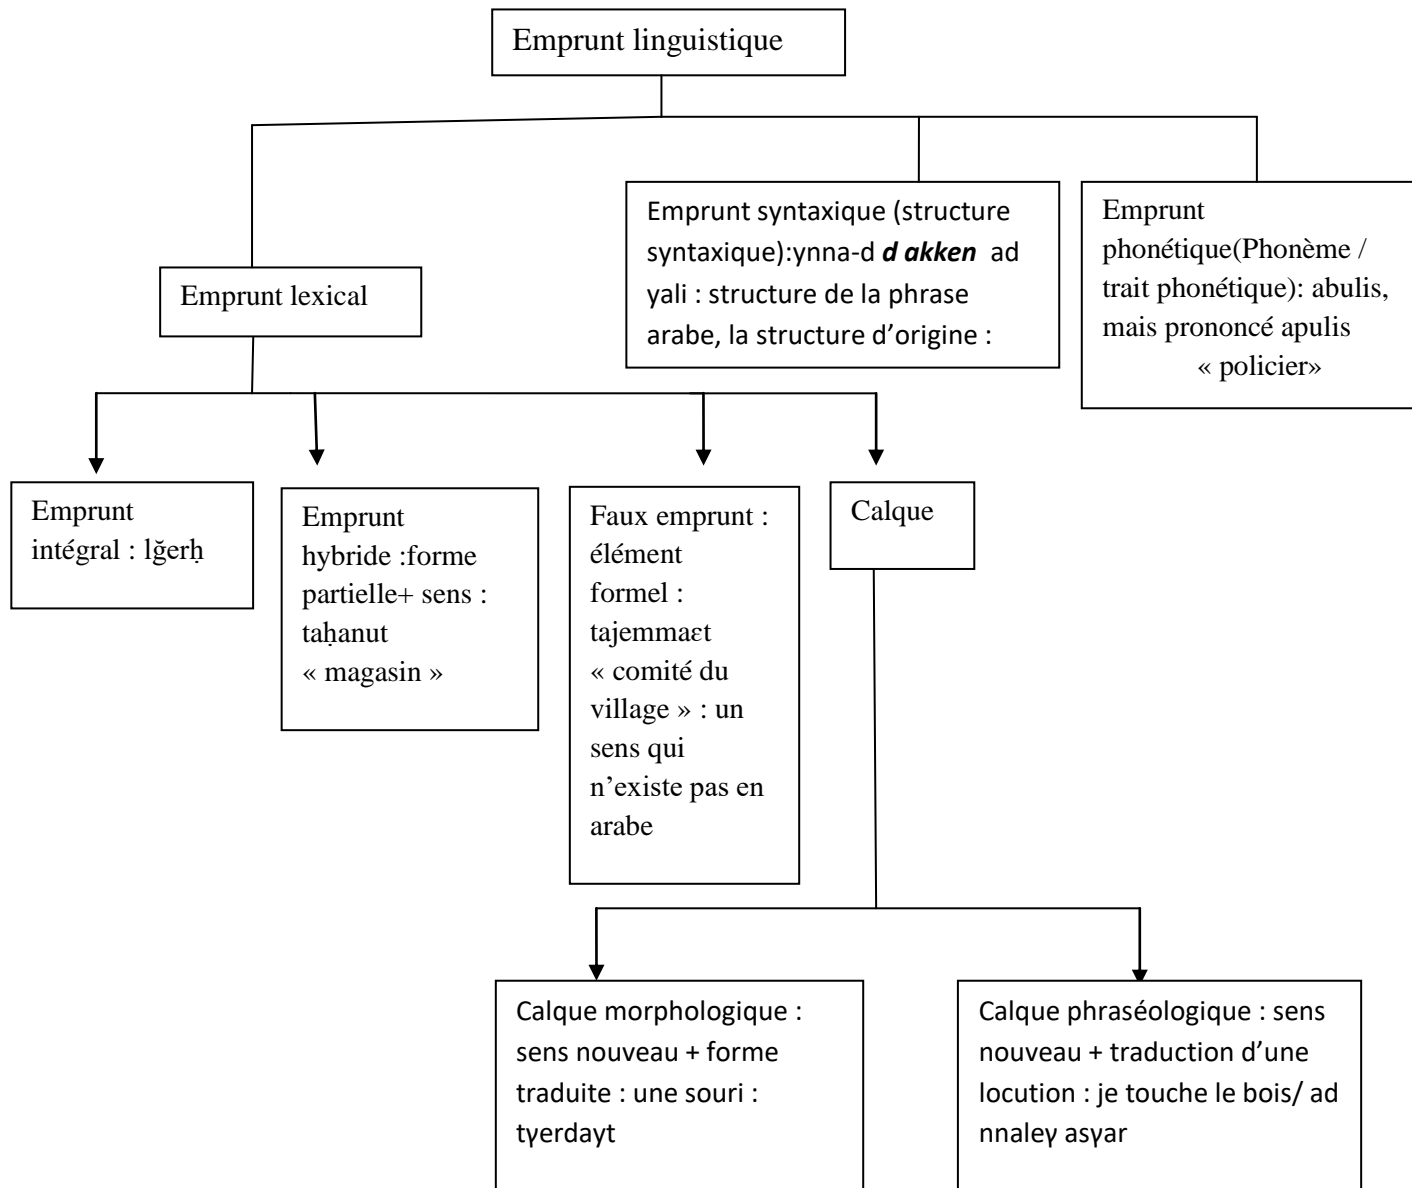 Emprunt linguistique
Emprunt syntaxique (structure
syntaxique):ynna-d d akken ad
yali : structure de la phrase
arabe, la structure d’origine :
Emprunt
phonétique(Phonème /
trait phonétique): abulis,
mais prononcé apulis
« policier»
Emprunt lexical
Emprunt
intégral : lǧerḥ
Emprunt
hybride :forme
partielle+ sens :
taḥanut
« magasin »
Faux emprunt :
élément
formel :
tajemmaɛt
« comité du
village » : un
sens qui
n’existe pas en
arabe
Calque
Calque morphologique :
sens nouveau + forme
traduite : une souri :
tγerdayt
Calque phraséologique : sens
nouveau + traduction d’une
locution : je touche le bois/ ad
nnaleγ asγar